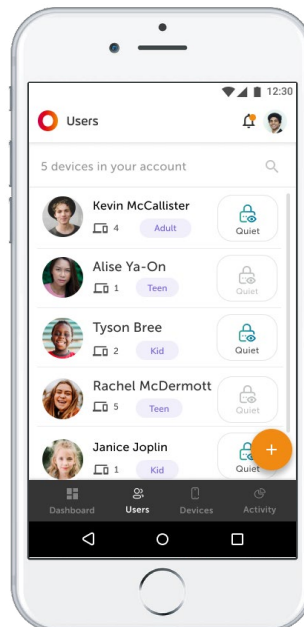 12:30
Users
5 devices in your account
Kevin McCallister
4 Adult
Quiet
Alise Ya-On
1 Teen
Quiet
Tyson Bree
2 Kid
Quiet
Rachel McDermott
5 Teen
Quiet
Janice Joplin
1 Kid
Quiet
+
Dashboard Users Devices Activity